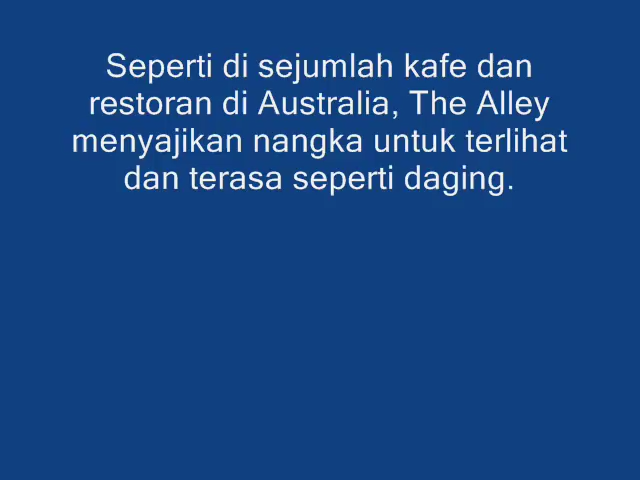 Seperti di sejumlah kafe dan
restoran di Australia, The Alley
menyajikan nangka untuk terlihat
dan terasa seperti daging.